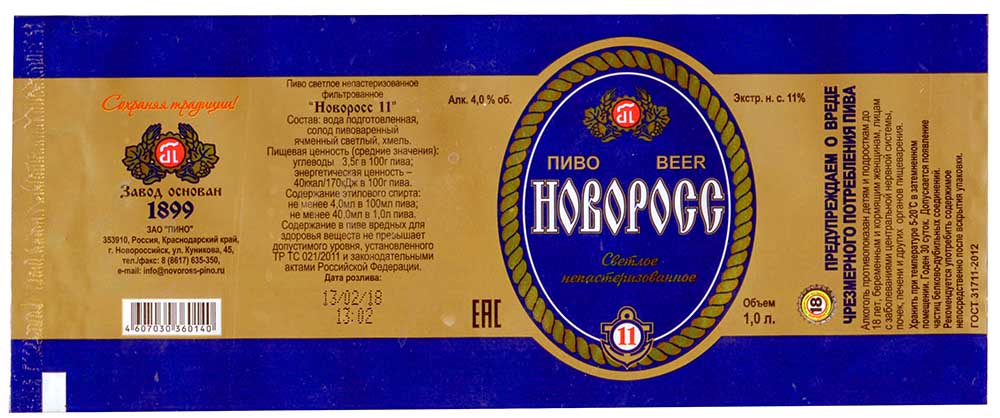 Сохраняя традиции!
ЗАВОД ОСНОВАН
1899
ЗАО "ПИНО"
353910, Россия, Краснодарский край,
г. Новороссийск, ул. Куникова, 45,
тел./факс: 8 (8617) 635-350,
e-mail: info@novoross-pino.ru
4 607030 360140
Пиво светлое непастеризованное
фильтрованное
"Новоросс 11"
Состав: вода подготовленная,
солод пивоваренный
ячменный светлый, хмель.
Пищевая ценность (средние значения):
углеводы 3,5г в 100г пива;
энергетическая ценность –
40ккал/170кДж в 100г пива.
Содержание этилового спирта:
не менее 4,0мл в 100мл пива;
не менее 40,0мл в 1,0л пива.
Содержание в пиве вредных для
здоровья веществ не превышает
допустимого уровня, установленного
ТР ТС 021/2011 и законодательными
актами Российской Федерации.
Дата розлива:
13/02/18
13:02
Алк. 4,0 % об.
ЕАС
П
ПИВО BEER
НОВОРОСС
Светлое
непастеризованное
11
Экстр. н. с. 11%
Объем
1,0 л.
18
ПРЕДУПРЕЖДАЕМ О ВРЕДЕ
ЧРЕЗМЕРНОГО ПОТРЕБЛЕНИЯ ПИВА
Алкоголь противопоказан детям и подросткам до
18 лет, беременным и кормящим женщинам, лицам
с заболеваниями центральной нервной системы,
почек, печени и других органов пищеварения.
Хранить при температуре 5-20°С в затемненном
помещении. Годен 30 суток. Допускается появление
частиц белково-дубильных соединений.
Рекомендуется употребить содержимое
непосредственно после вскрытия упаковки.
ГОСТ 31711-2012